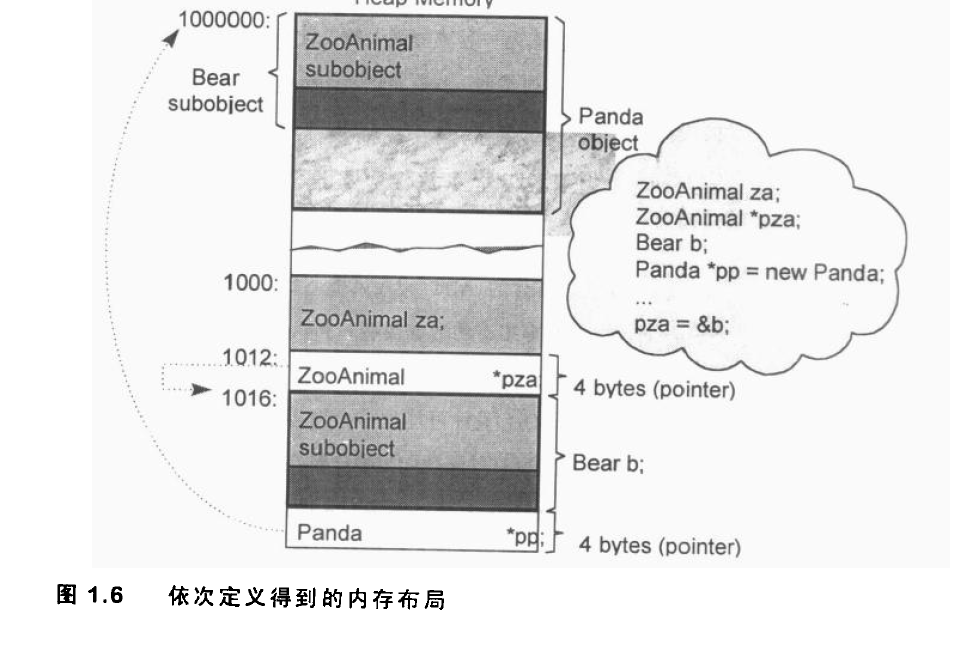 Heap Memory
1000000:
ZooAnimal
subobject
Bear
subobject
Panda
object
ZooAnimal za;
ZooAnimal *pza;
Bear b;
Panda *pp = new Panda;
...
pza = &b;
1000:
ZooAnimal za;
1012:
ZooAnimal *pza
4 bytes (pointer)
1016:
ZooAnimal
subobject
Bear b;
Panda *pp;
4 bytes (pointer)
图 1.6 依次定义得到的内存布局